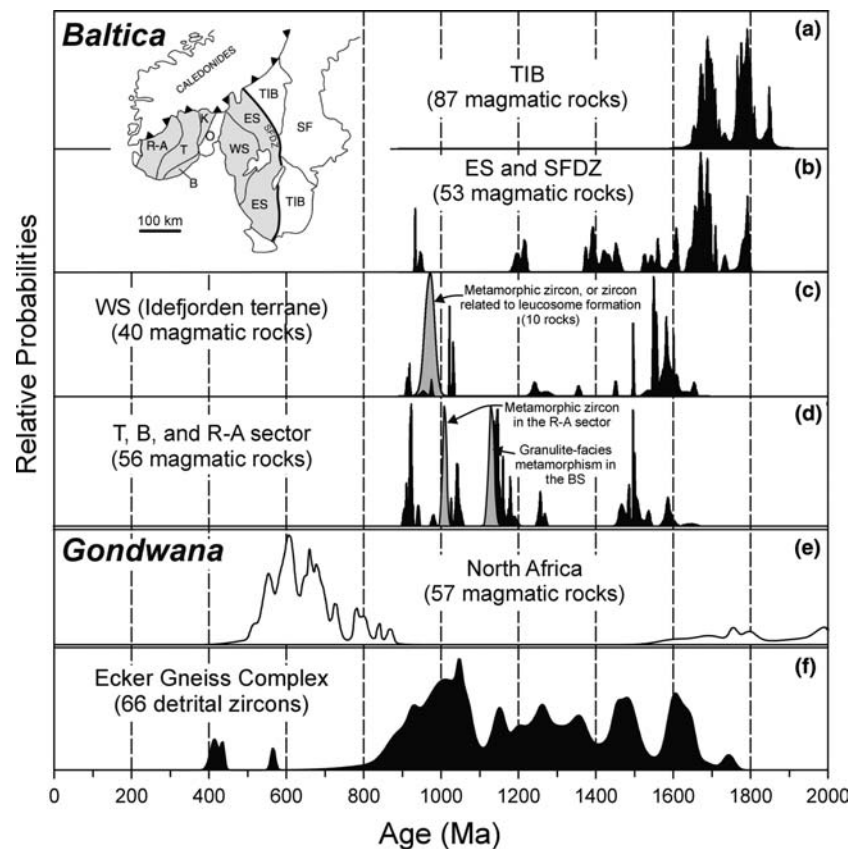 Baltica
(a)
CALEDONIDES
TIB
K
ES
SFDZ
SF
R-A
T
O
WS
B
ES
TIB
100 km
TIB
(87 magmatic rocks)
(b)
ES and SFDZ
(53 magmatic rocks)
(c)
WS (Idefjorden terrane)
(40 magmatic rocks)
Metamorphic zircon, or zircon
related to leucosome formation
(10 rocks)
(d)
T, B, and R-A sector
(56 magmatic rocks)
Metamorphic zircon
in the R-A sector
Granulite-facies
metamorphism in
the BS
Gondwana
(e)
North Africa
(57 magmatic rocks)
(f)
Ecker Gneiss Complex
(66 detrital zircons)
Relative Probabilities
0 200 400 600 800 1000 1200 1400 1600 1800 2000
Age (Ma)